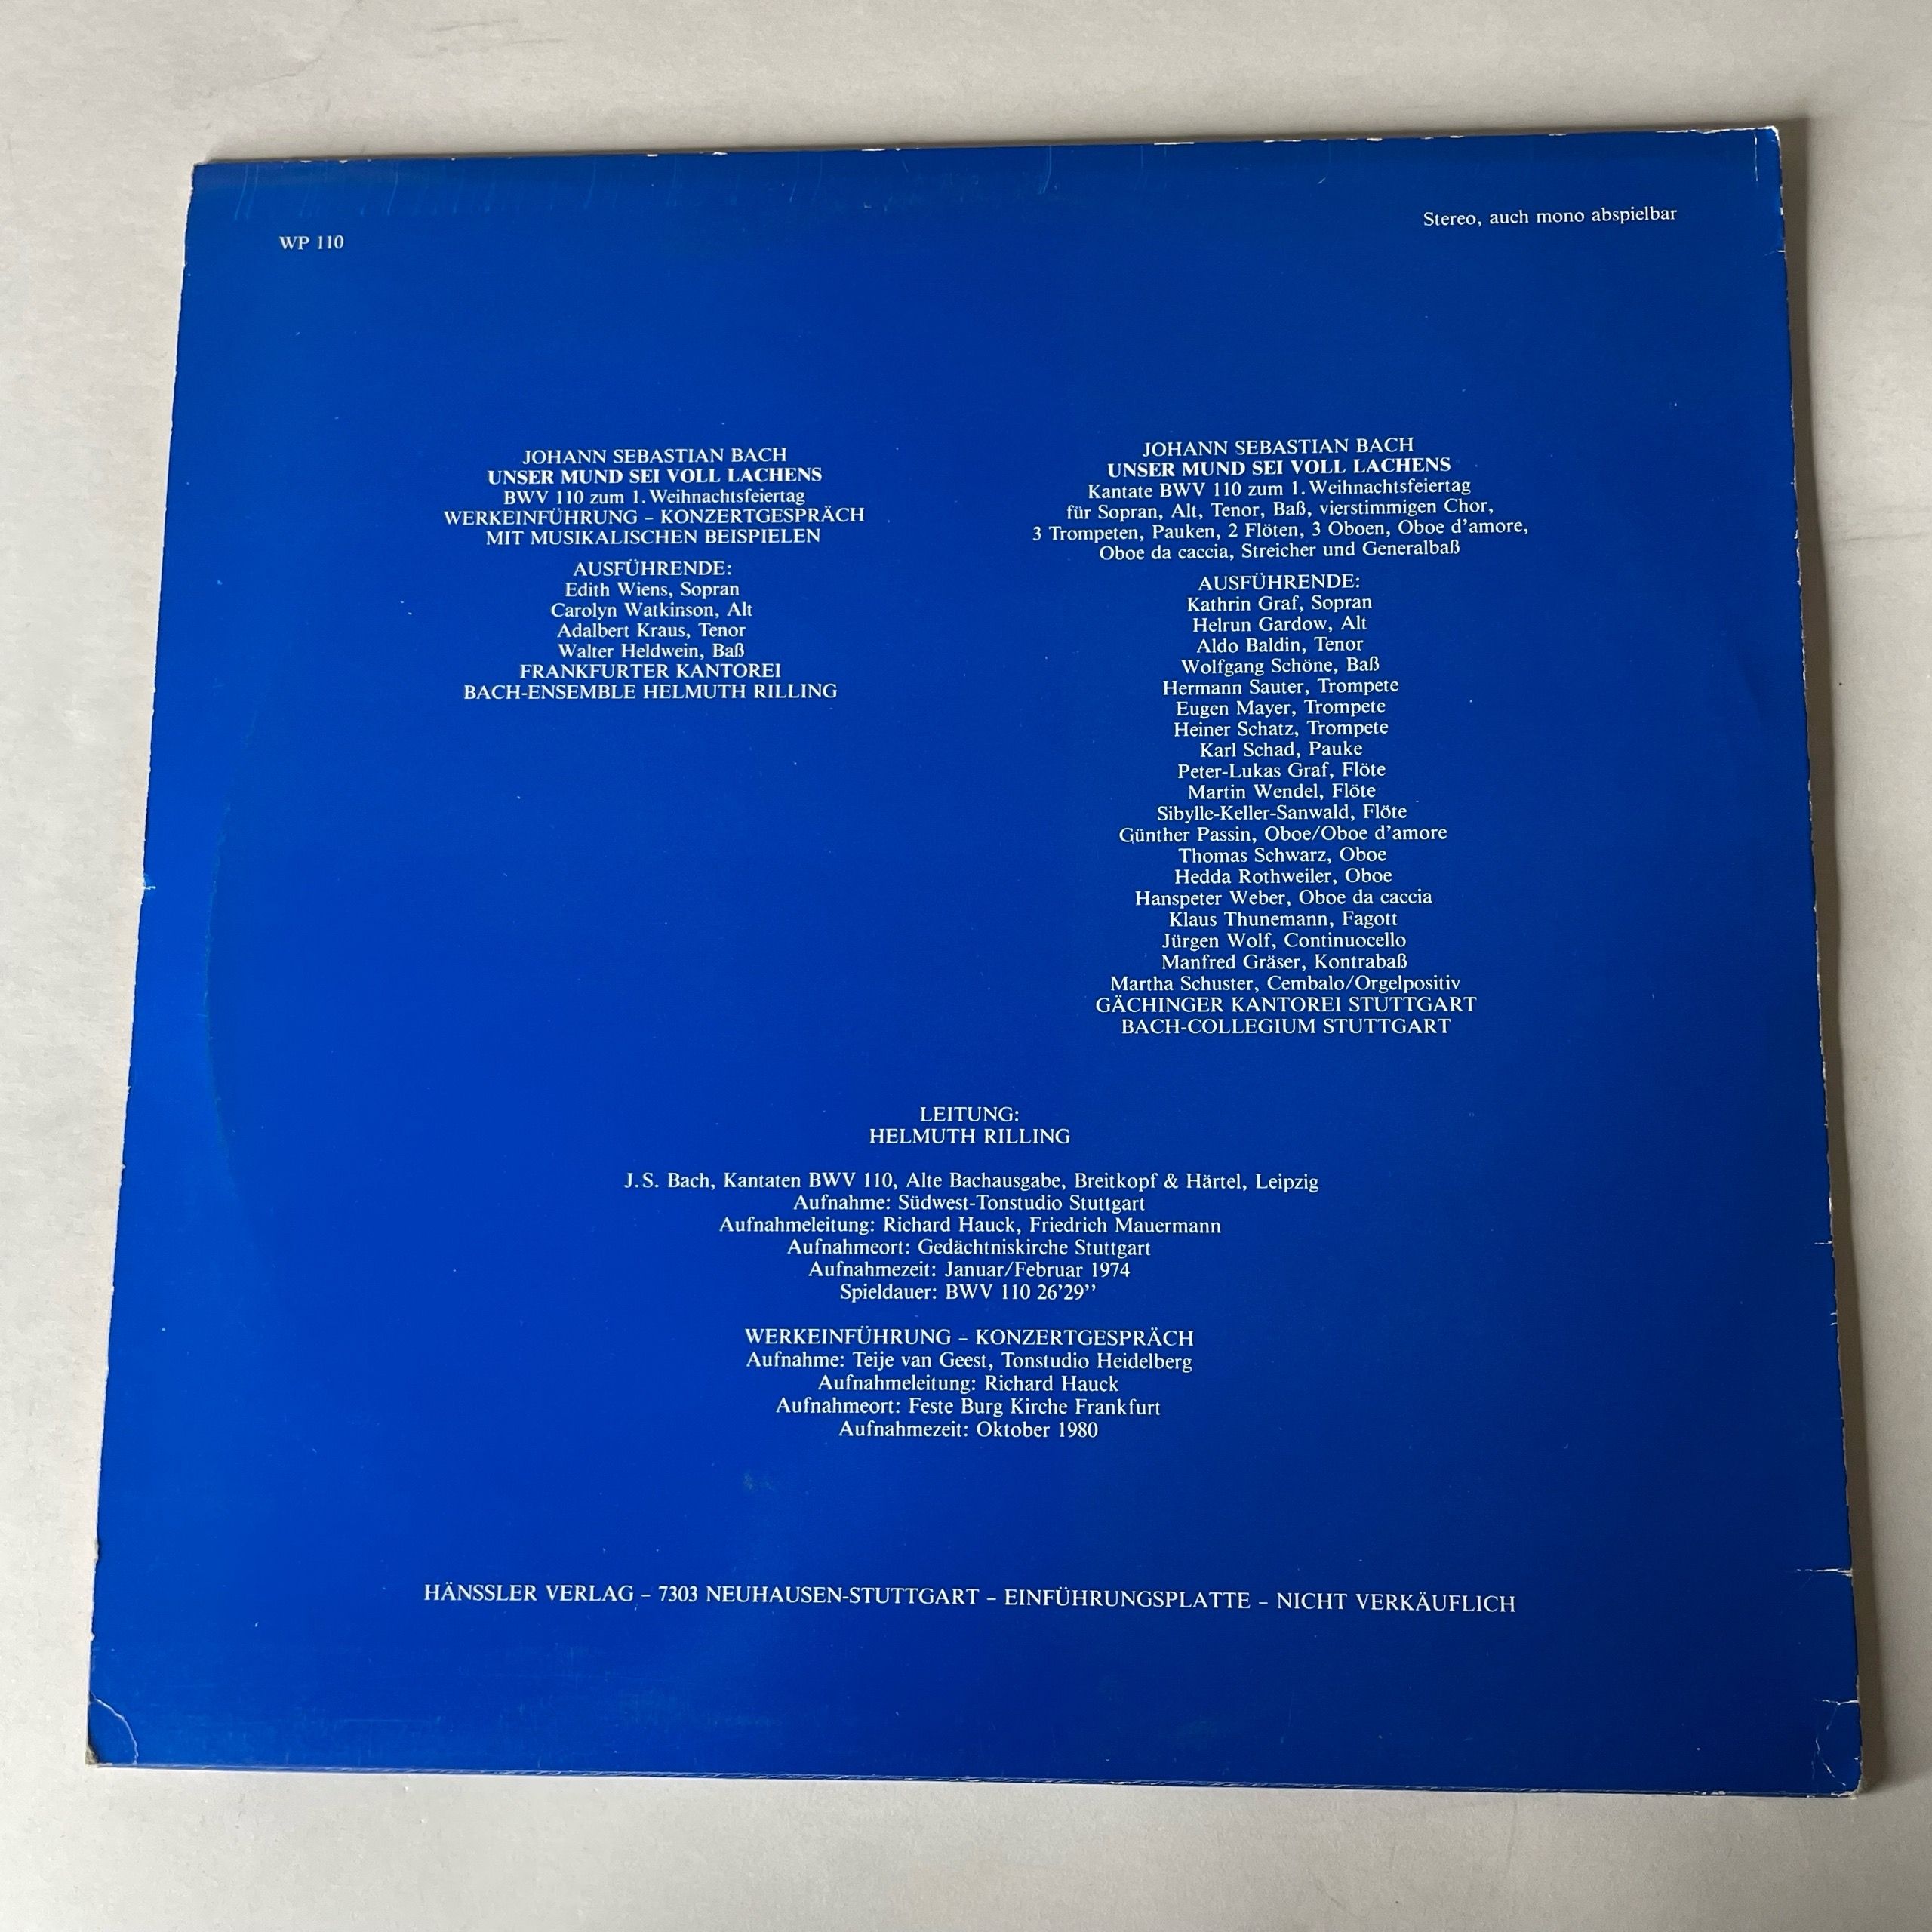 WP 110
Stereo, auch mono abspielbar
JOHANN SEBASTIAN BACH
UNSER MUND SEI VOLL LACHENS
BWV 110 zum 1. Weihnachtsfeiertag
WERKEINFÜHRUNG – KONZERTGESPRÄCH
MIT MUSIKALISCHEN BEISPIELEN
AUSFÜHRENDE:
Edith Wiens, Sopran
Carolyn Watkinson, Alt
Adalbert Kraus, Tenor
Walter Heldwein, Baß
FRANKFURTER KANTOREI
BACH-ENSEMBLE HELMUTH RILLING
JOHANN SEBASTIAN BACH
UNSER MUND SEI VOLL LACHENS
Kantate BWV 110 zum 1. Weihnachtsfeiertag
für Sopran, Alt, Tenor, Baß, vierstimmigen Chor,
3 Trompeten, Pauken, 2 Flöten, 3 Oboen, Oboe d'amore,
Oboe da caccia, Streicher und Generalbaß
AUSFÜHRENDE:
Kathrin Graf, Sopran
Helrun Gardow, Alt
Aldo Baldin, Tenor
Wolfgang Schöne, Baß
Hermann Sauter, Trompete
Eugen Mayer, Trompete
Heiner Schatz, Trompete
Karl Schad, Pauke
Peter-Lukas Graf, Flöte
Martin Wendel, Flöte
Sibylle-Keller-Sanwald, Flöte
Günther Passin, Oboe/Oboe d'amore
Thomas Schwarz, Oboe
Hedda Rothweiler, Oboe
Hanspeter Weber, Oboe da caccia
Klaus Thunemann, Fagott
Jürgen Wolf, Continuocello
Manfred Gräser, Kontrabaß
Martha Schuster, Cembalo/Orgelpositiv
GÄCHINGER KANTOREI STUTTGART
BACH-COLLEGIUM STUTTGART
LEITUNG:
HELMUTH RILLING
J. S. Bach, Kantaten BWV 110, Alte Bachausgabe, Breitkopf & Härtel, Leipzig
Aufnahme: Südwest-Tonstudio Stuttgart
Aufnahmeleitung: Richard Hauck, Friedrich Mauermann
Aufnahmeort: Gedächtniskirche Stuttgart
Aufnahmezeit: Januar/Februar 1974
Spieldauer: BWV 110 26'29''
WERKEINFÜHRUNG – KONZERTGESPRÄCH
Aufnahme: Teije van Geest, Tonstudio Heidelberg
Aufnahmeleitung: Richard Hauck
Aufnahmeort: Feste Burg Kirche Frankfurt
Aufnahmezeit: Oktober 1980
HÄNSSLER VERLAG – 7303 NEUHAUSEN-STUTTGART – EINFÜHRUNGSPLATTE – NICHT VERKÄUFLICH